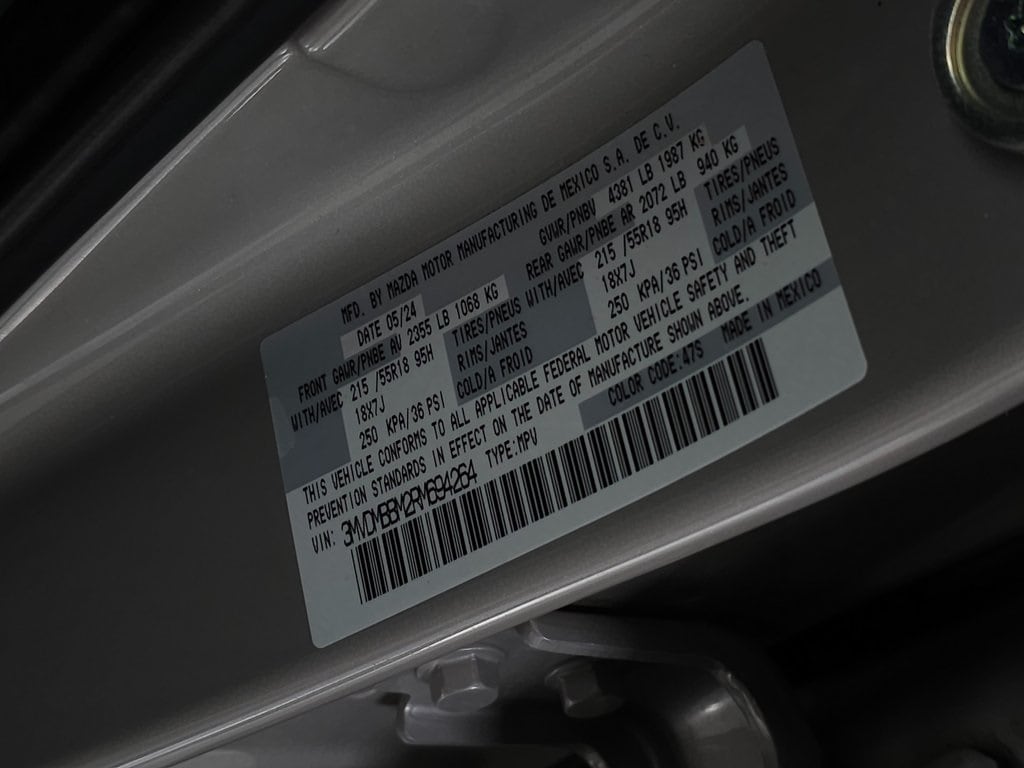 MFD. BY MAZDA MOTOR MANUFACTURING DE MEXICO S.A. DE C.V.
DATE 05/24 GVWR/PNBV 4381 LB 1987 KG
FRONT GAWR/PNBE AV 2355 LB 1068 KG REAR GAWR/PNBE AR 2072 LB 940 KG
WITH/AVEC 215 /55R18 95H TIRES/PNEUS WITH/AVEC 215 /55R18 95H TIRES/PNEUS
18X7J RIMS/JANTES 18X7J RIMS/JANTES
250 KPA/36 PSI COLD/A FROID 250 KPA/36 PSI COLD/A FROID
THIS VEHICLE CONFORMS TO ALL APPLICABLE FEDERAL MOTOR VEHICLE SAFETY AND THEFT
PREVENTION STANDARDS IN EFFECT ON THE DATE OF MANUFACTURE SHOWN ABOVE.
VIN: 3MVDMBBM2RM694264 TYPE:MPV COLOR CODE:47S MADE IN MEXICO